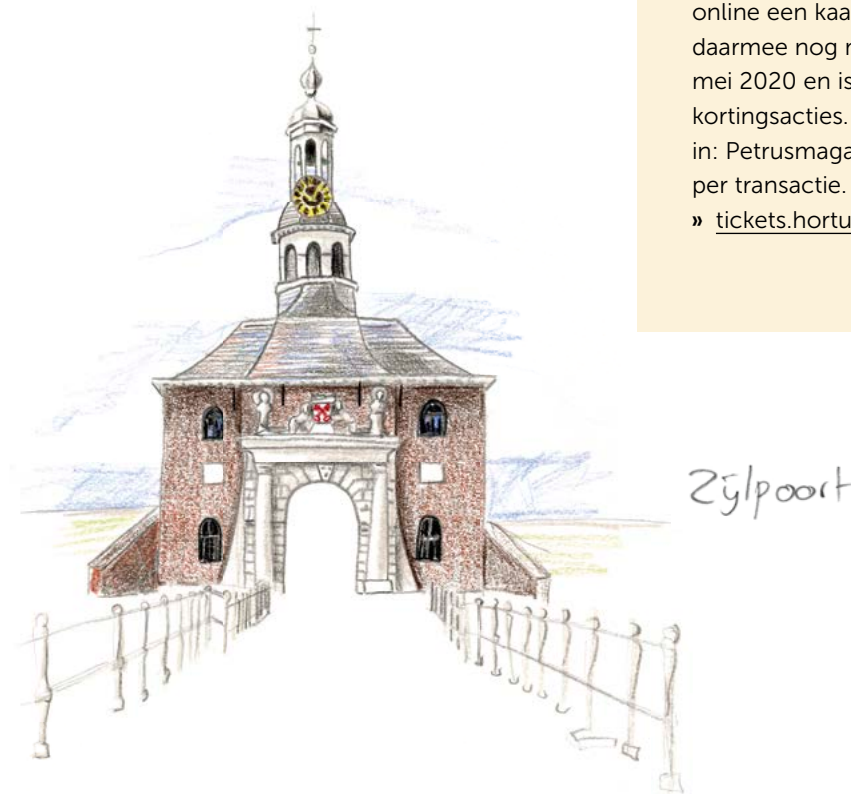 online een kaa
daarmee nog m
mei 2020 en is
kortingsacties.
in: Petrusmaga
per transactie.
» tickets.hortu
Zijlpoort